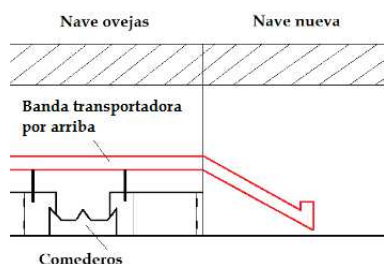 Nave ovejas
Nave nueva
Banda transportadora
por arriba
Comederos